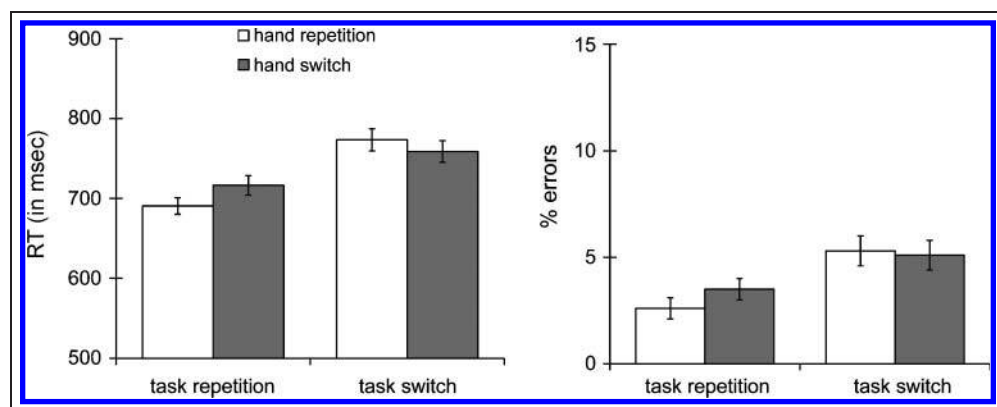 900
800
700
600
500
RT (in msec)
hand repetition
hand switch
task repetition
task switch
15
10
5
0
% errors
task repetition
task switch